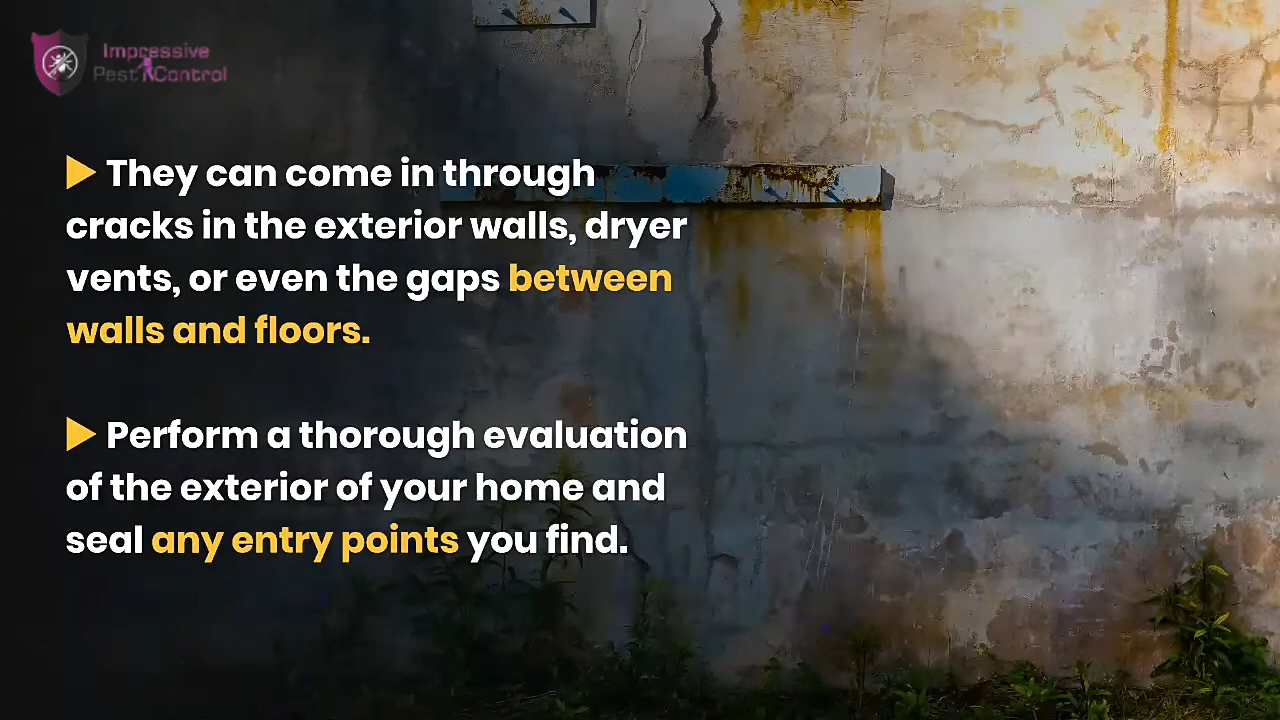 Impressive
Pest Control
They can come in through
cracks in the exterior walls, dryer
vents, or even the gaps between
walls and floors.
Perform a thorough evaluation
of the exterior of your home and
seal any entry points you find.